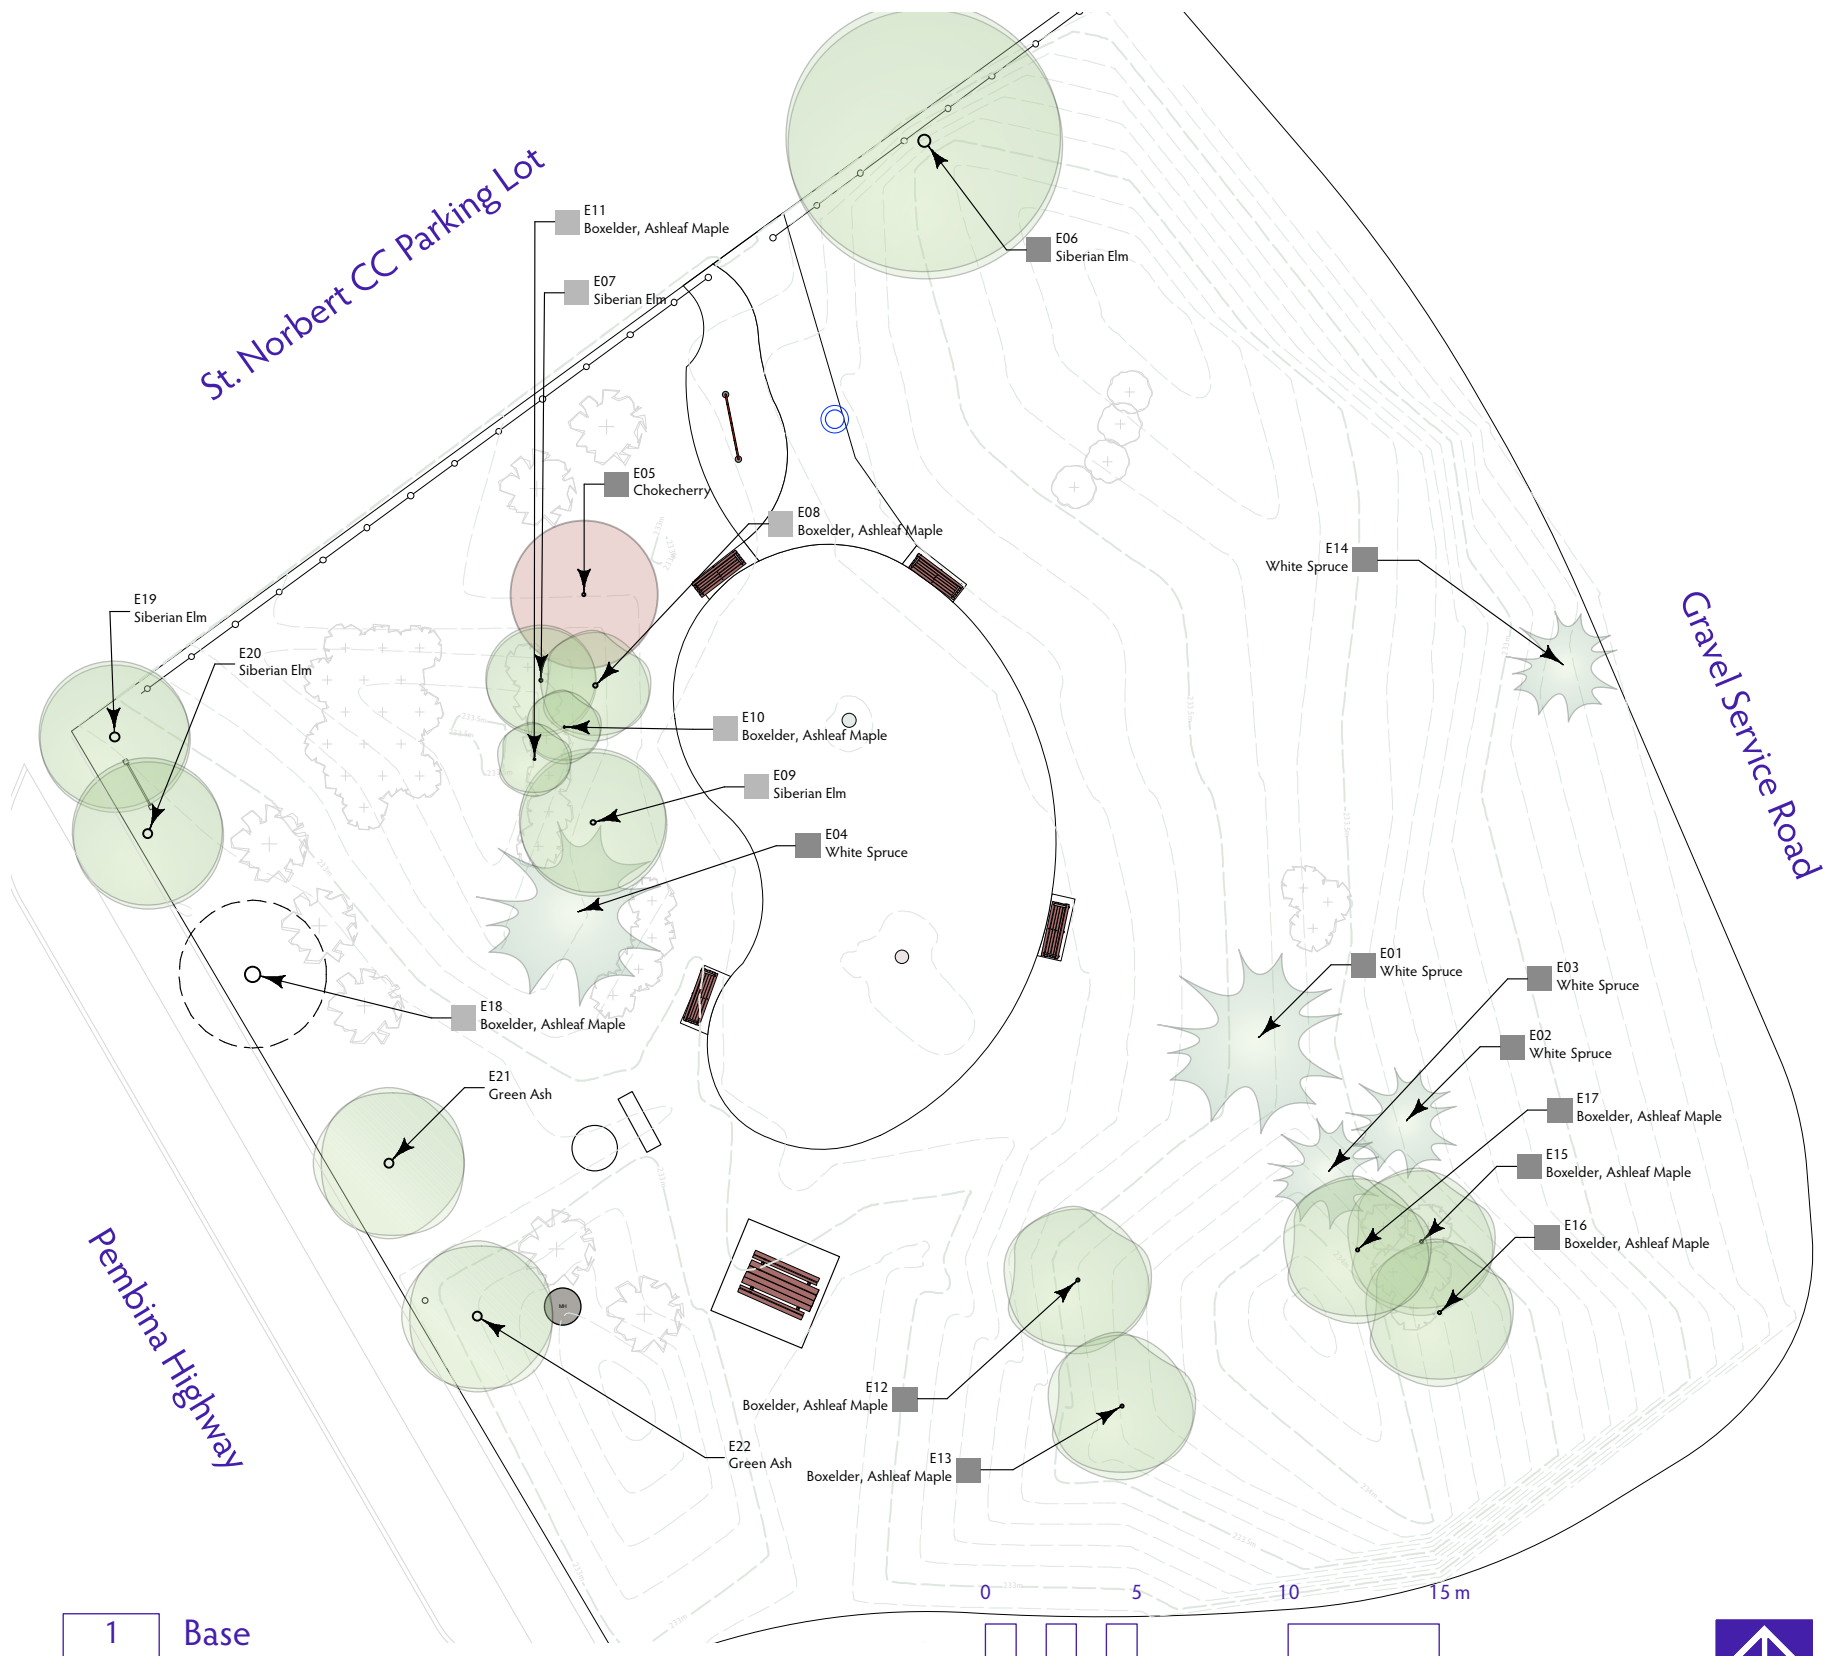 St. Norbert CC Parking Lot
E11
Boxelder, Ashleaf Maple
E06
Siberian Elm
E07
Siberian Elm
E05
Chokecherry
E08
Boxelder, Ashleaf Maple
E14
White Spruce
E19
Siberian Elm
E20
Siberian Elm
Gravel Service Road
E10
Boxelder, Ashleaf Maple
E09
Siberian Elm
E04
White Spruce
E01
White Spruce
E03
White Spruce
E18
Boxelder, Ashleaf Maple
E02
White Spruce
E21
Green Ash
E17
Boxelder, Ashleaf Maple
E15
Boxelder, Ashleaf Maple
E16
Boxelder, Ashleaf Maple
Pembina Highway
MH
E12
Boxelder, Ashleaf Maple
E22
Green Ash
E13
Boxelder, Ashleaf Maple
233.5m
233m
0 5 10 15 m
1 Base